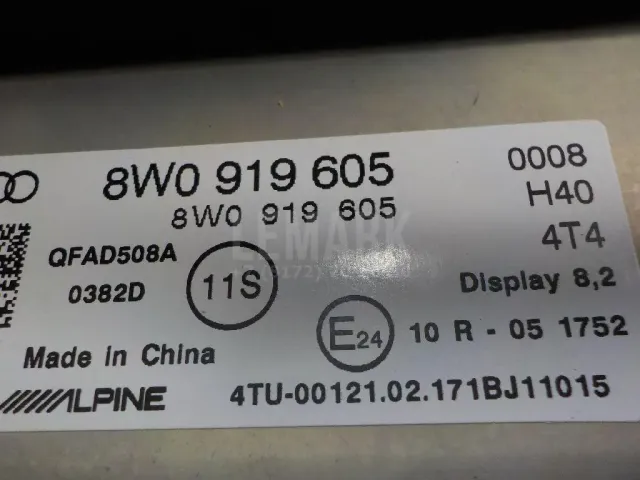 8W0 919 605
0008
8W0 919 605
H40
QFAD508A
4T4
0382D
11S
Display 8,2
E24
10 R - 05 1752
Made in China
ALPINE
4TU-00121.02.171BJ11015
LEMARK